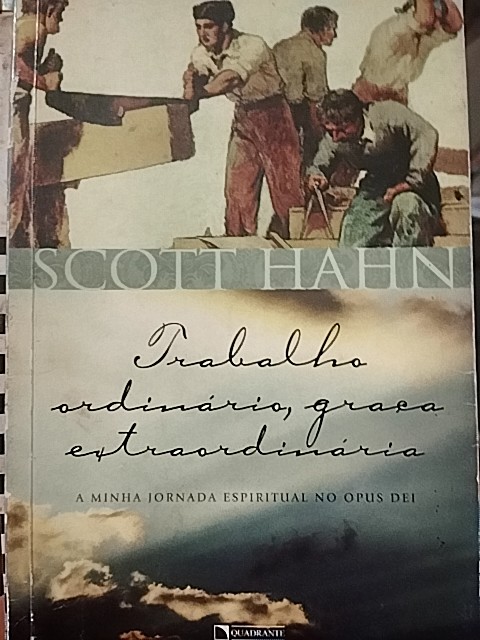 SCOTT HAHN
Trabalho
ordinário, graça
extraordinária
A MINHA JORNADA ESPIRITUAL NO OPUS DEI
QUADRANTE